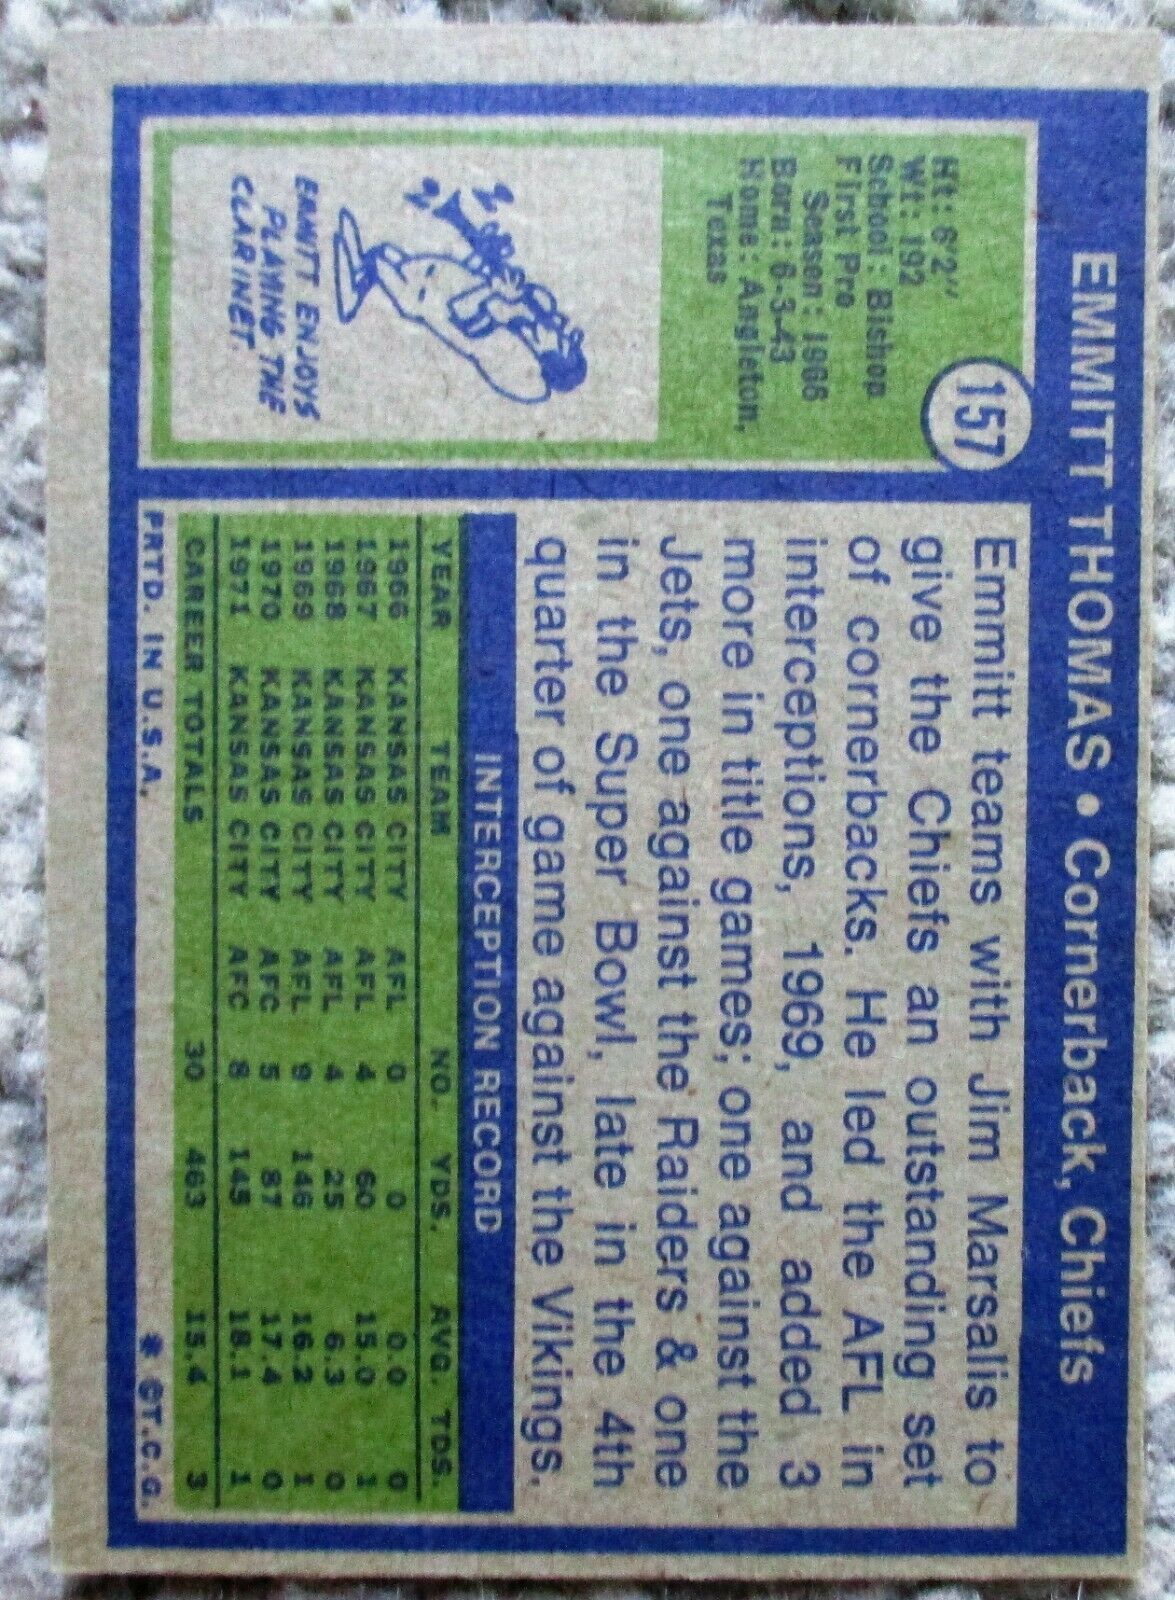 EMMITT THOMAS • Cornerback, Chiefs
157
Ht: 6'2"
Wt: 192
School: Bishop
First Pro
Season: 1966
Born: 6-3-43
Home: Angleton,
Texas
EMMITT ENJOYS
PLAYING THE
CLARINET.
Emmitt teams with Jim Marsalis to
give the Chiefs an outstanding set
of cornerbacks. He led the AFL in
interceptions, 1969, and added 3
more in title games; one against the
Jets, one against the Raiders & one
in the Super Bowl, late in the 4th
quarter of game against the Vikings.
INTERCEPTION RECORD
YEAR TEAM NO. YDS. AVG. TDS.
1966 KANSAS CITY AFL 0 0 0.0 0
1967 KANSAS CITY AFL 4 60 15.0 1
1968 KANSAS CITY AFL 4 25 6.3 0
1969 KANSAS CITY AFL 9 146 16.2 1
1970 KANSAS CITY AFC 5 87 17.4 0
1971 KANSAS CITY AFC 8 145 18.1 1
CAREER TOTALS 30 463 15.4 3
PRTD. IN U.S.A. * ©T.C.G.